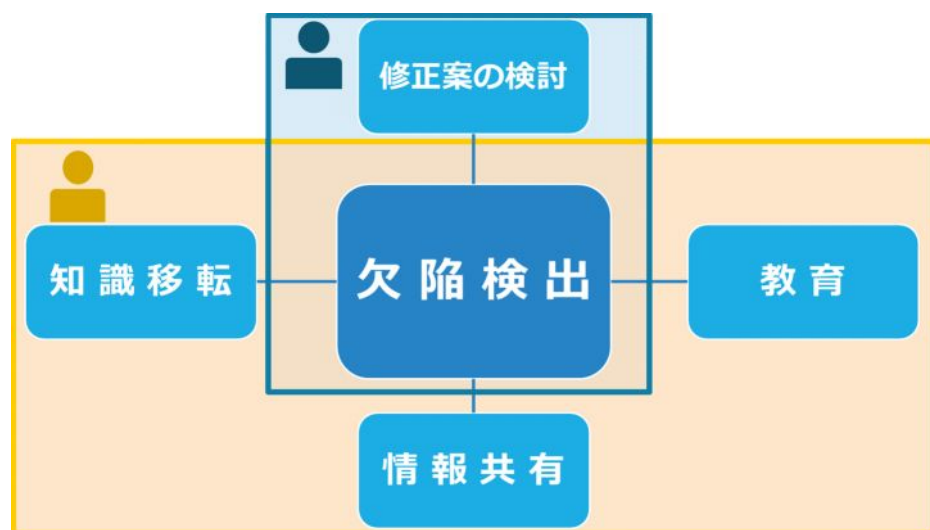 修正案の検討
知識移転
欠陥検出
教育
情報共有